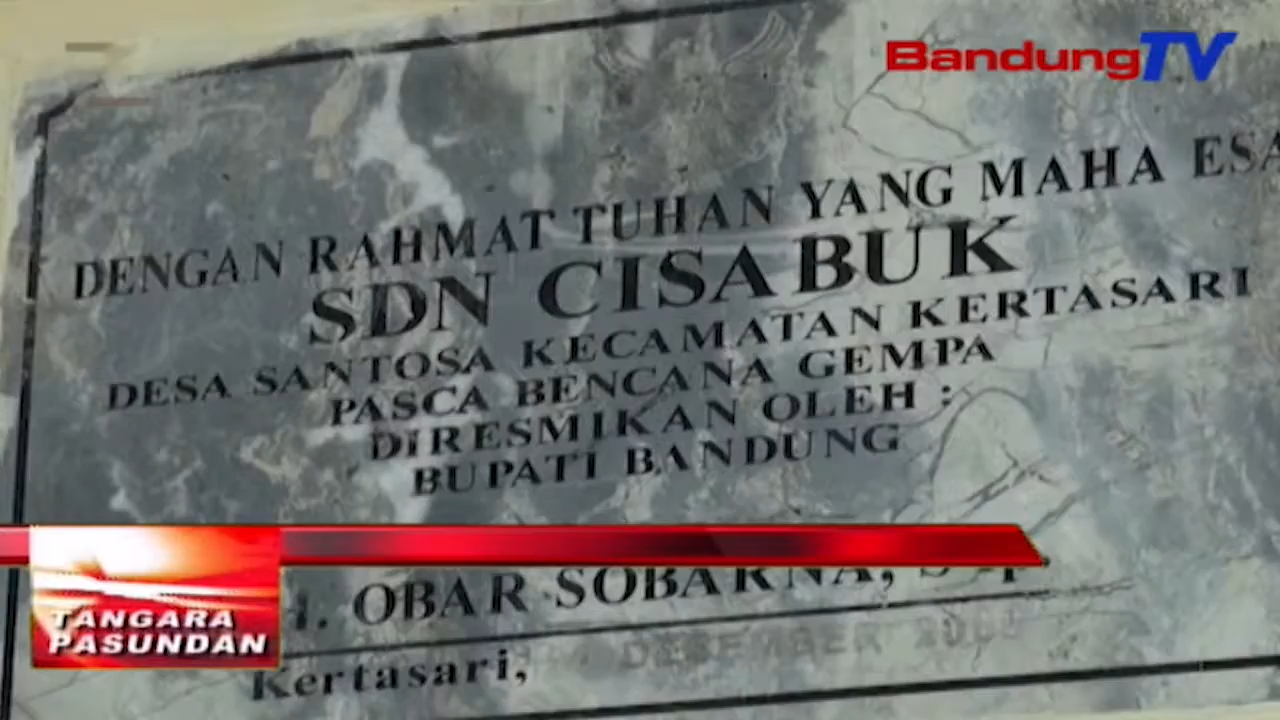 BandungTV
DENGAN RAHMAT TUHAN YANG MAHA ESA
SDN CISABUK
DESA SANTOSA KECAMATAN KERTASARI
PASCA BENCANA GEMPA
DIRESMIKAN OLEH :
BUPATI BANDUNG
OBAR SOBARNA,
Kertasari, DESEMBER
TANGARA
PASUNDAN